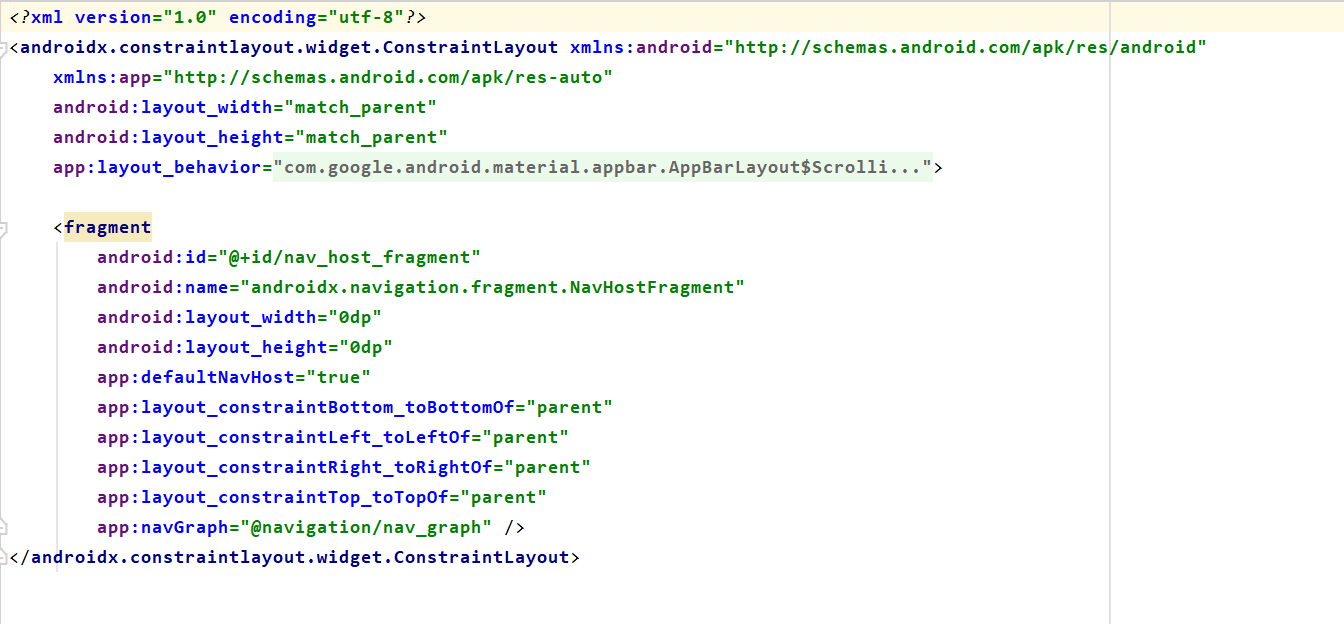 <?xml version="1.0" encoding="utf-8"?>
<androidx.constraintlayout.widget.ConstraintLayout xmlns:android="http://schemas.android.com/apk/res/android"
xmlns:app="http://schemas.android.com/apk/res-auto"
android:layout_width="match_parent"
android:layout_height="match_parent"
app:layout_behavior="com.google.android.material.appbar.AppBarLayout$Scrolli...">
<fragment
android:id="@+id/nav_host_fragment"
android:name="androidx.navigation.fragment.NavHostFragment"
android:layout_width="0dp"
android:layout_height="0dp"
app:defaultNavHost="true"
app:layout_constraintBottom_toBottomOf="parent"
app:layout_constraintLeft_toLeftOf="parent"
app:layout_constraintRight_toRightOf="parent"
app:layout_constraintTop_toTopOf="parent"
app:navGraph="@navigation/nav_graph" />
</androidx.constraintlayout.widget.ConstraintLayout>